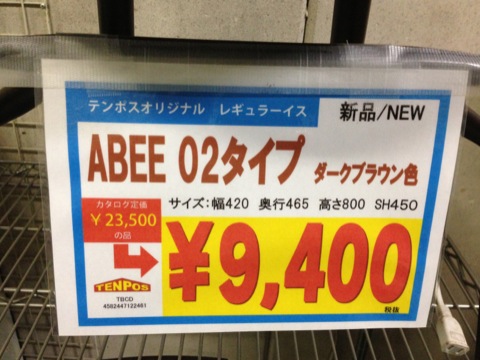 テンポスオリジナル レギュラーイス
新品/NEW
ABEE 02タイプ ダークブラウン色
カタログ定価
¥23,500
の品
サイズ:幅420 奥行465 高さ800 SH450
¥9,400
税抜
TENPOS
TBCD
4582447122461